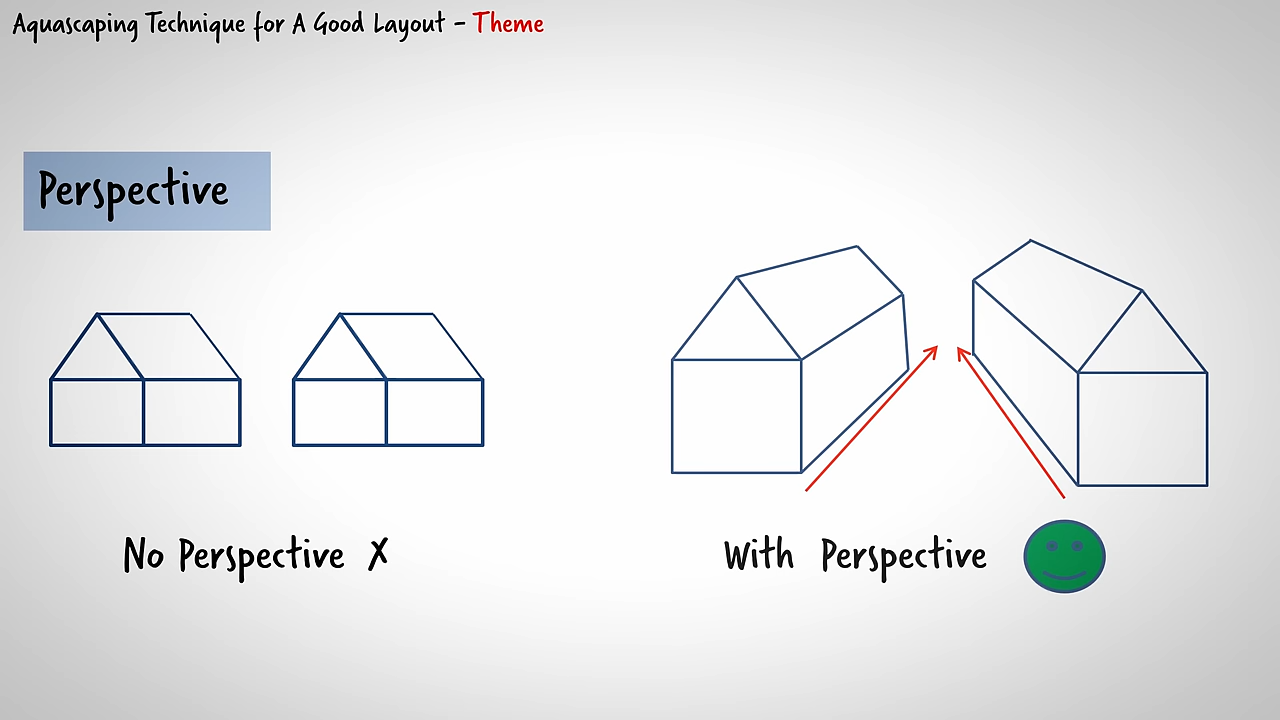 Aquascaping Technique for A Good Layout - Theme
Perspective
No Perspective X
With Perspective